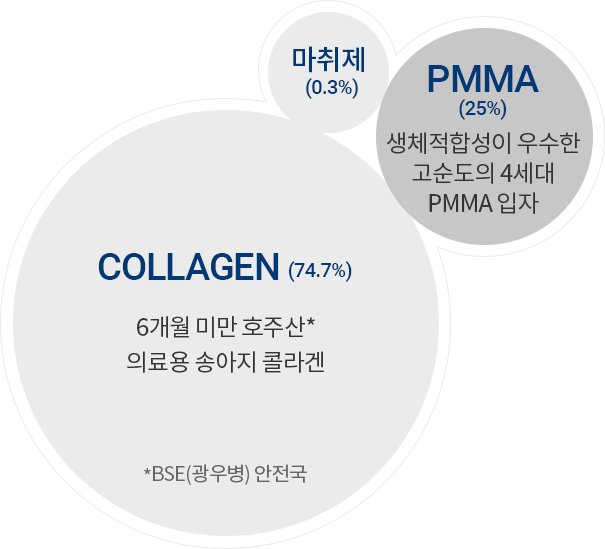 마취제
(0.3%)
PMMA
(25%)
생체적합성이 우수한
고순도의 4세대
PMMA 입자
COLLAGEN (74.7%)
6개월 미만 호주산*
의료용 송아지 콜라겐
*BSE(광우병) 안전국